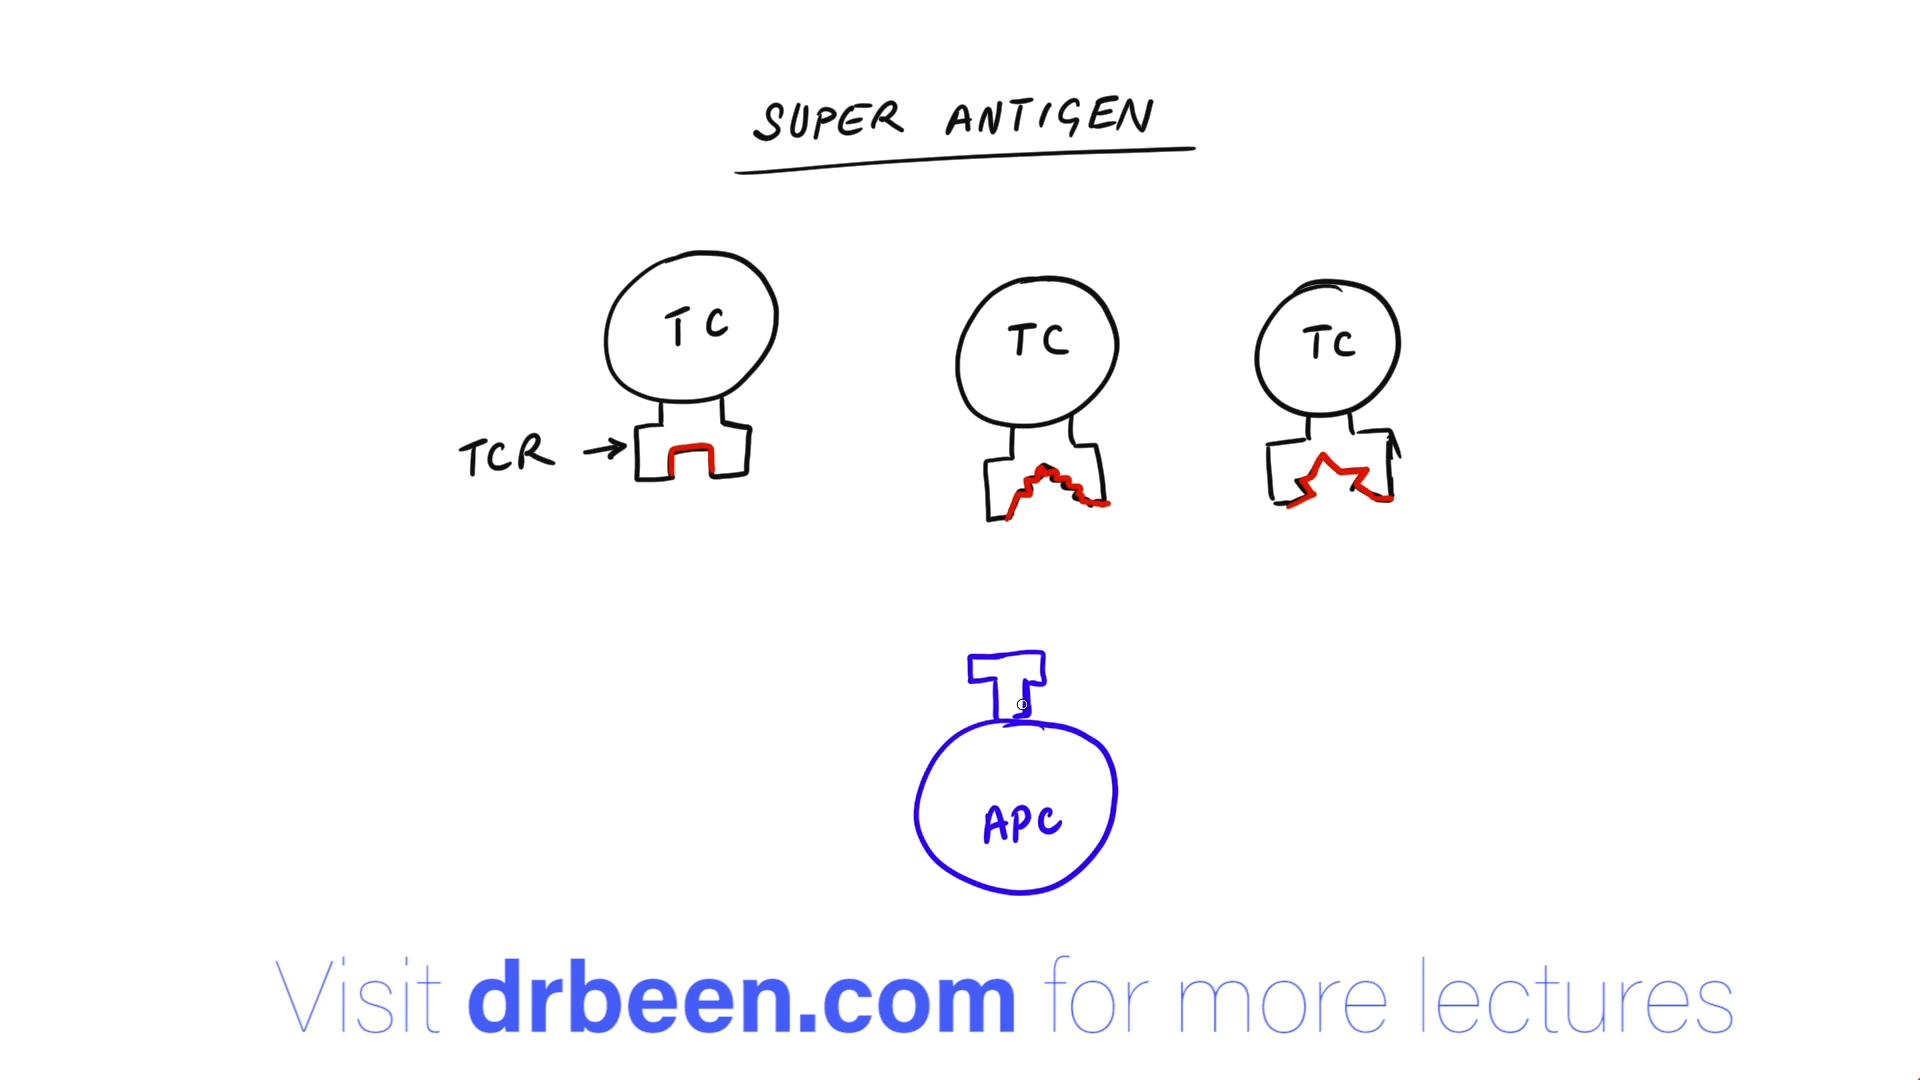 SUPER ANTIGEN
TC TC TC
TCR →
APC
Visit drbeen.com for more lectures